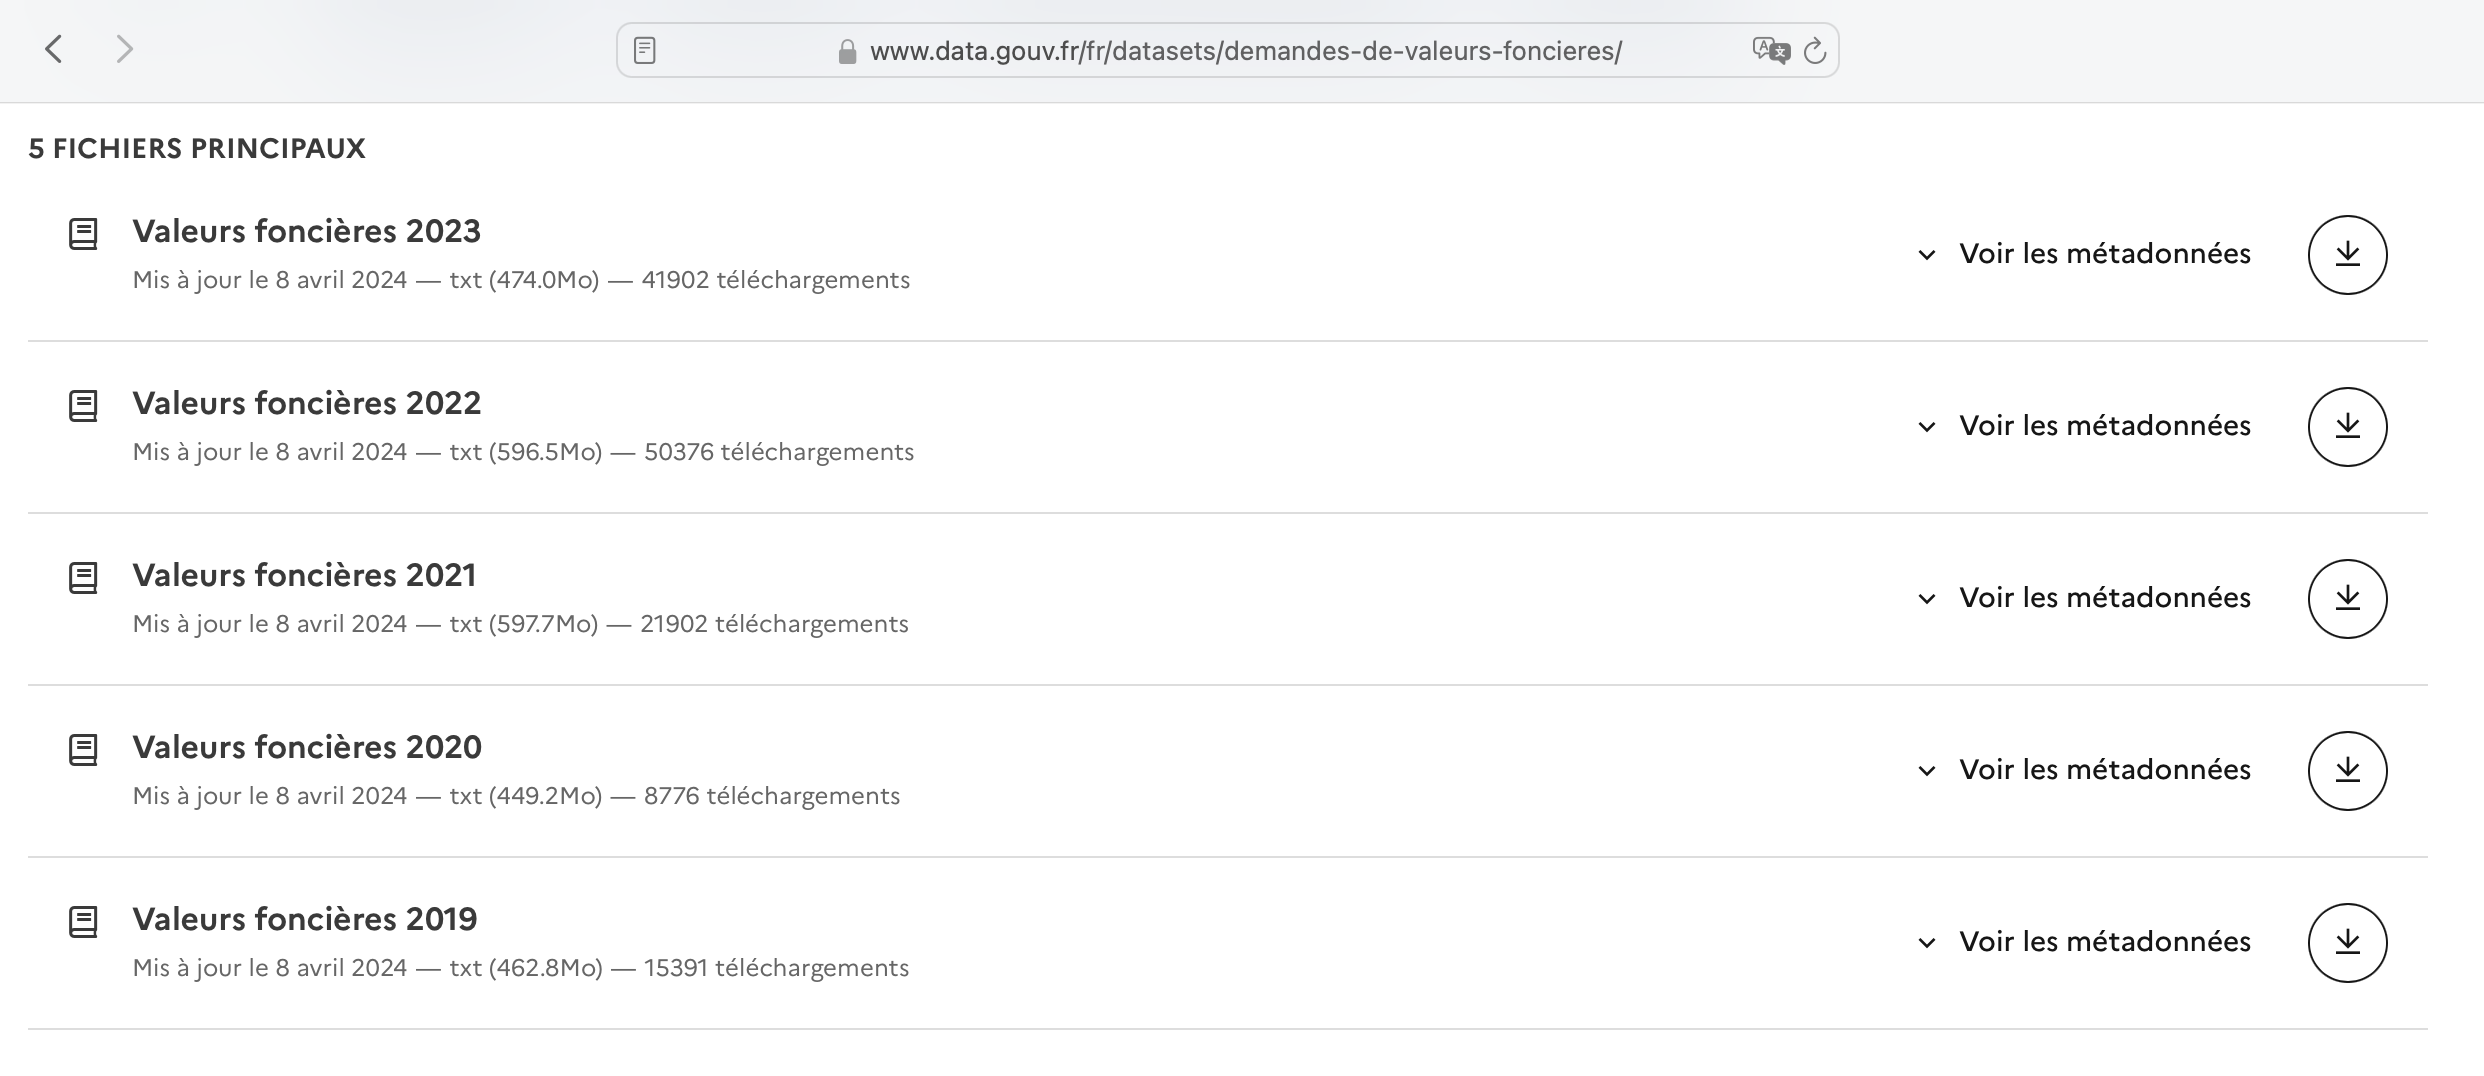 www.data.gouv.fr/fr/datasets/demandes-de-valeurs-foncieres/
5 FICHIERS PRINCIPAUX
Valeurs foncières 2023
Voir les métadonnées
Mis à jour le 8 avril 2024 — txt (474.0Mo) — 41902 téléchargements
Valeurs foncières 2022
Voir les métadonnées
Mis à jour le 8 avril 2024 — txt (596.5Mo) — 50376 téléchargements
Valeurs foncières 2021
Voir les métadonnées
Mis à jour le 8 avril 2024 — txt (597.7Mo) — 21902 téléchargements
Valeurs foncières 2020
Voir les métadonnées
Mis à jour le 8 avril 2024 — txt (449.2Mo) — 8776 téléchargements
Valeurs foncières 2019
Voir les métadonnées
Mis à jour le 8 avril 2024 — txt (462.8Mo) — 15391 téléchargements